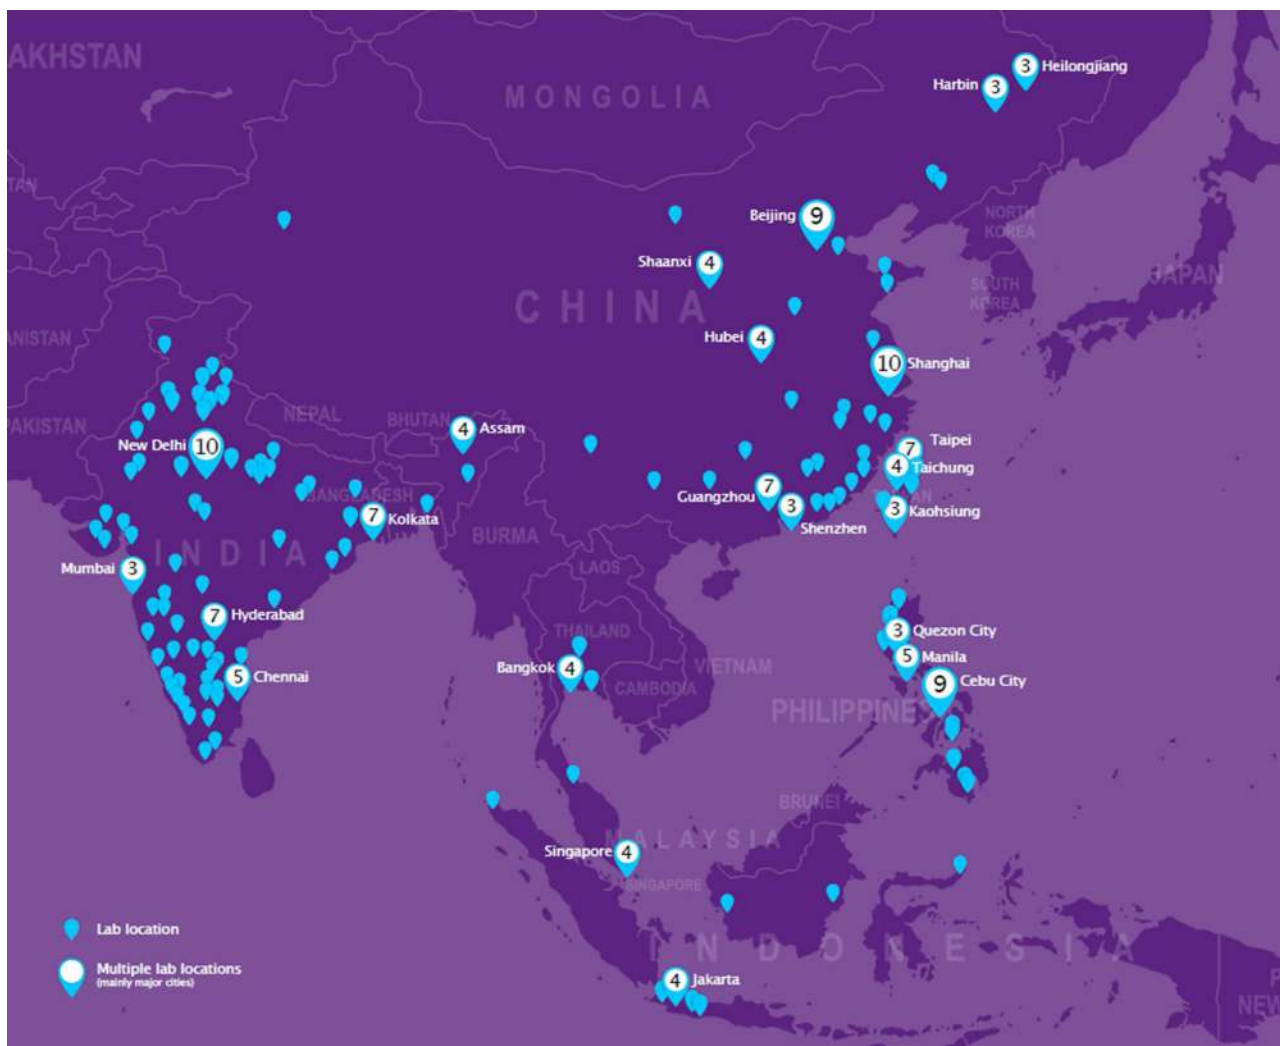 AKHSTAN
MONGOLIA
3 Heilongjiang
Harbin 3
TAN
Beijing 9
NORTH
KOREA
Shaanxi 4
JAPAN
SOUTH
KOREA
CHINA
ANISTAN
Hubei 4
10 Shanghai
NEPAL
BHUTAN
PAKISTAN
4 Assam
New Delhi 10
7 Taipei
4 Taichung
Guangzhou 7
BANGLADESH
3 Shenzhen
3 Kaohsiung
7 Kolkata
BURMA
INDIA
LAOS
Mumbai 3
7 Hyderabad
THAILAND
3 Quezon City
5 Manila
Bangkok 4
VIETNAM
5 Chennai
CAMBODIA
9 Cebu City
PHILIPPINE
BRUNEI
MALAYSIA
Singapore 4
SINGAPORE
Lab location
INDONESIA
Multiple lab locations
(mainly major cities)
4 Jakarta
NEW